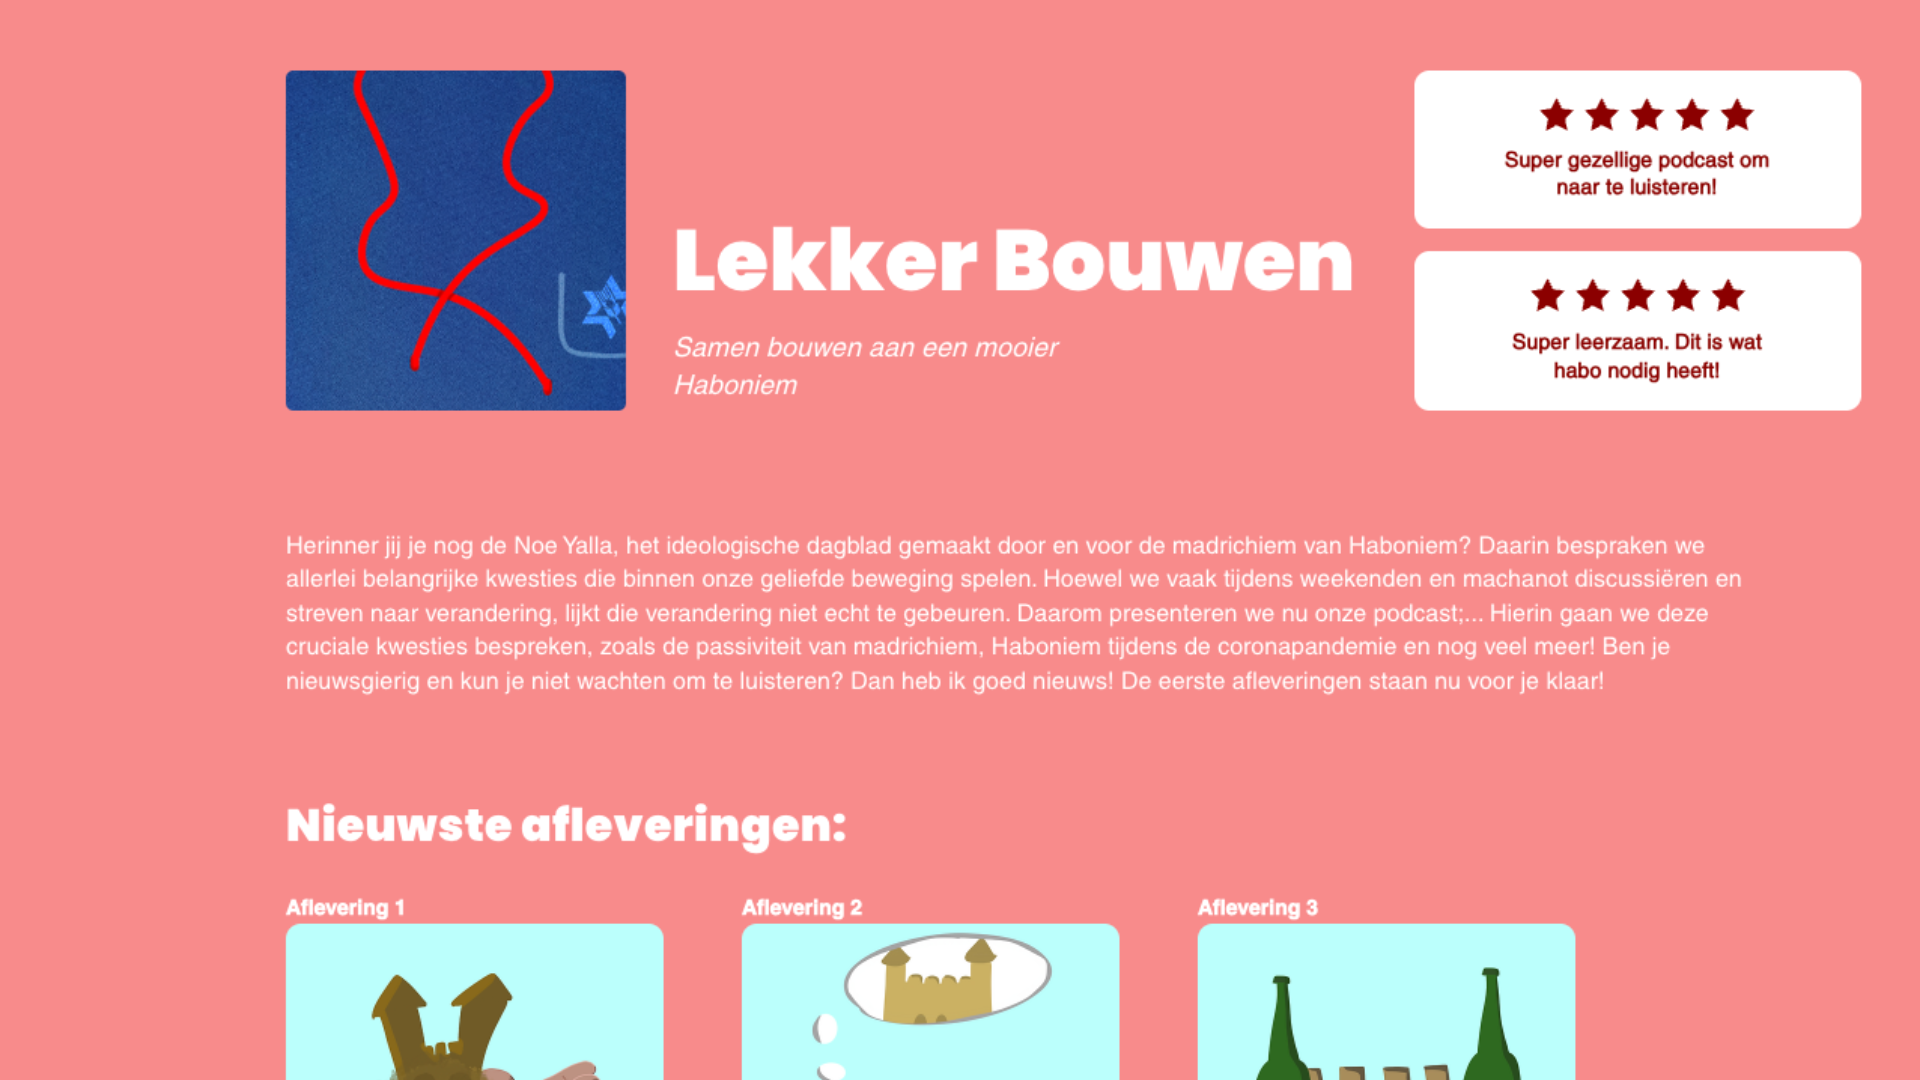 Lekker Bouwen
Samen bouwen aan een mooier
Haboniem
Super gezellige podcast om
naar te luisteren!
Super leerzaam. Dit is wat
habo nodig heeft!
Herinner jij je nog de Noe Yalla, het ideologische dagblad gemaakt door en voor de madrichiem van Haboniem? Daarin bespraken we
allerlei belangrijke kwesties die binnen onze geliefde beweging spelen. Hoewel we vaak tijdens weekenden en machanot discussiëren en
streven naar verandering, lijkt die verandering niet echt te gebeuren. Daarom presenteren we nu onze podcast;... Hierin gaan we deze
cruciale kwesties bespreken, zoals de passiviteit van madrichiem, Haboniem tijdens de coronapandemie en nog veel meer! Ben je
nieuwsgierig en kun je niet wachten om te luisteren? Dan heb ik goed nieuws! De eerste afleveringen staan nu voor je klaar!
Nieuwste afleveringen:
Aflevering 1
Aflevering 2
Aflevering 3